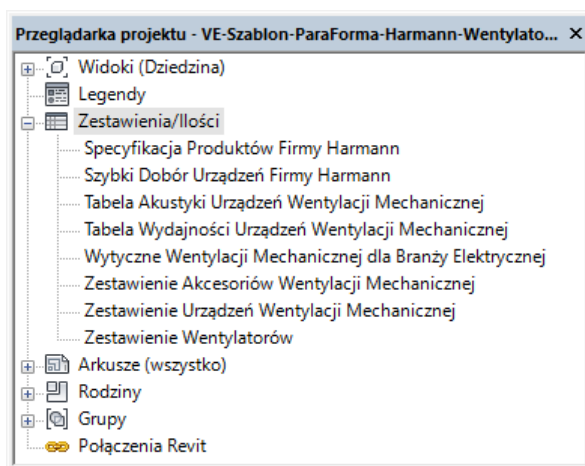 Przeglądarka projektu - VE-Szablon-ParaForma-Harmann-Wentylato...
Widoki (Dziedzina)
Legendy
Zestawienia/Ilości
Specyfikacja Produktów Firmy Harmann
Szybki Dobór Urządzeń Firmy Harmann
Tabela Akustyki Urządzeń Wentylacji Mechanicznej
Tabela Wydajności Urządzeń Wentylacji Mechanicznej
Wytyczne Wentylacji Mechanicznej dla Branży Elektrycznej
Zestawienie Akcesoriów Wentylacji Mechanicznej
Zestawienie Urządzeń Wentylacji Mechanicznej
Zestawienie Wentylatorów
Arkusze (wszystko)
Rodziny
Grupy
Połączenia Revit